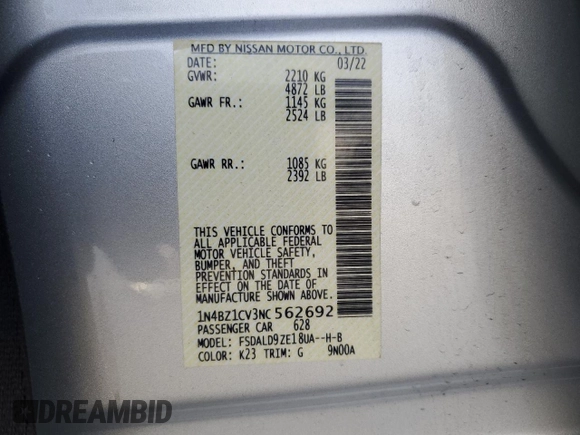 MFD BY NISSAN MOTOR CO., LTD.
DATE: 03/22
GVWR: 2210 KG
4872 LB
GAWR FR.: 1145 KG
2524 LB
GAWR RR.: 1085 KG
2392 LB
THIS VEHICLE CONFORMS TO
ALL APPLICABLE FEDERAL
MOTOR VEHICLE SAFETY,
BUMPER, AND THEFT
PREVENTION STANDARDS IN
EFFECT ON THE DATE OF
MANUFACTURE SHOWN ABOVE.
1N4BZ1CV3NC562692
PASSENGER CAR 628
MODEL: FSDALD9ZE18UA--H-B
COLOR: K23 TRIM: G 9N00A
DREAMBID